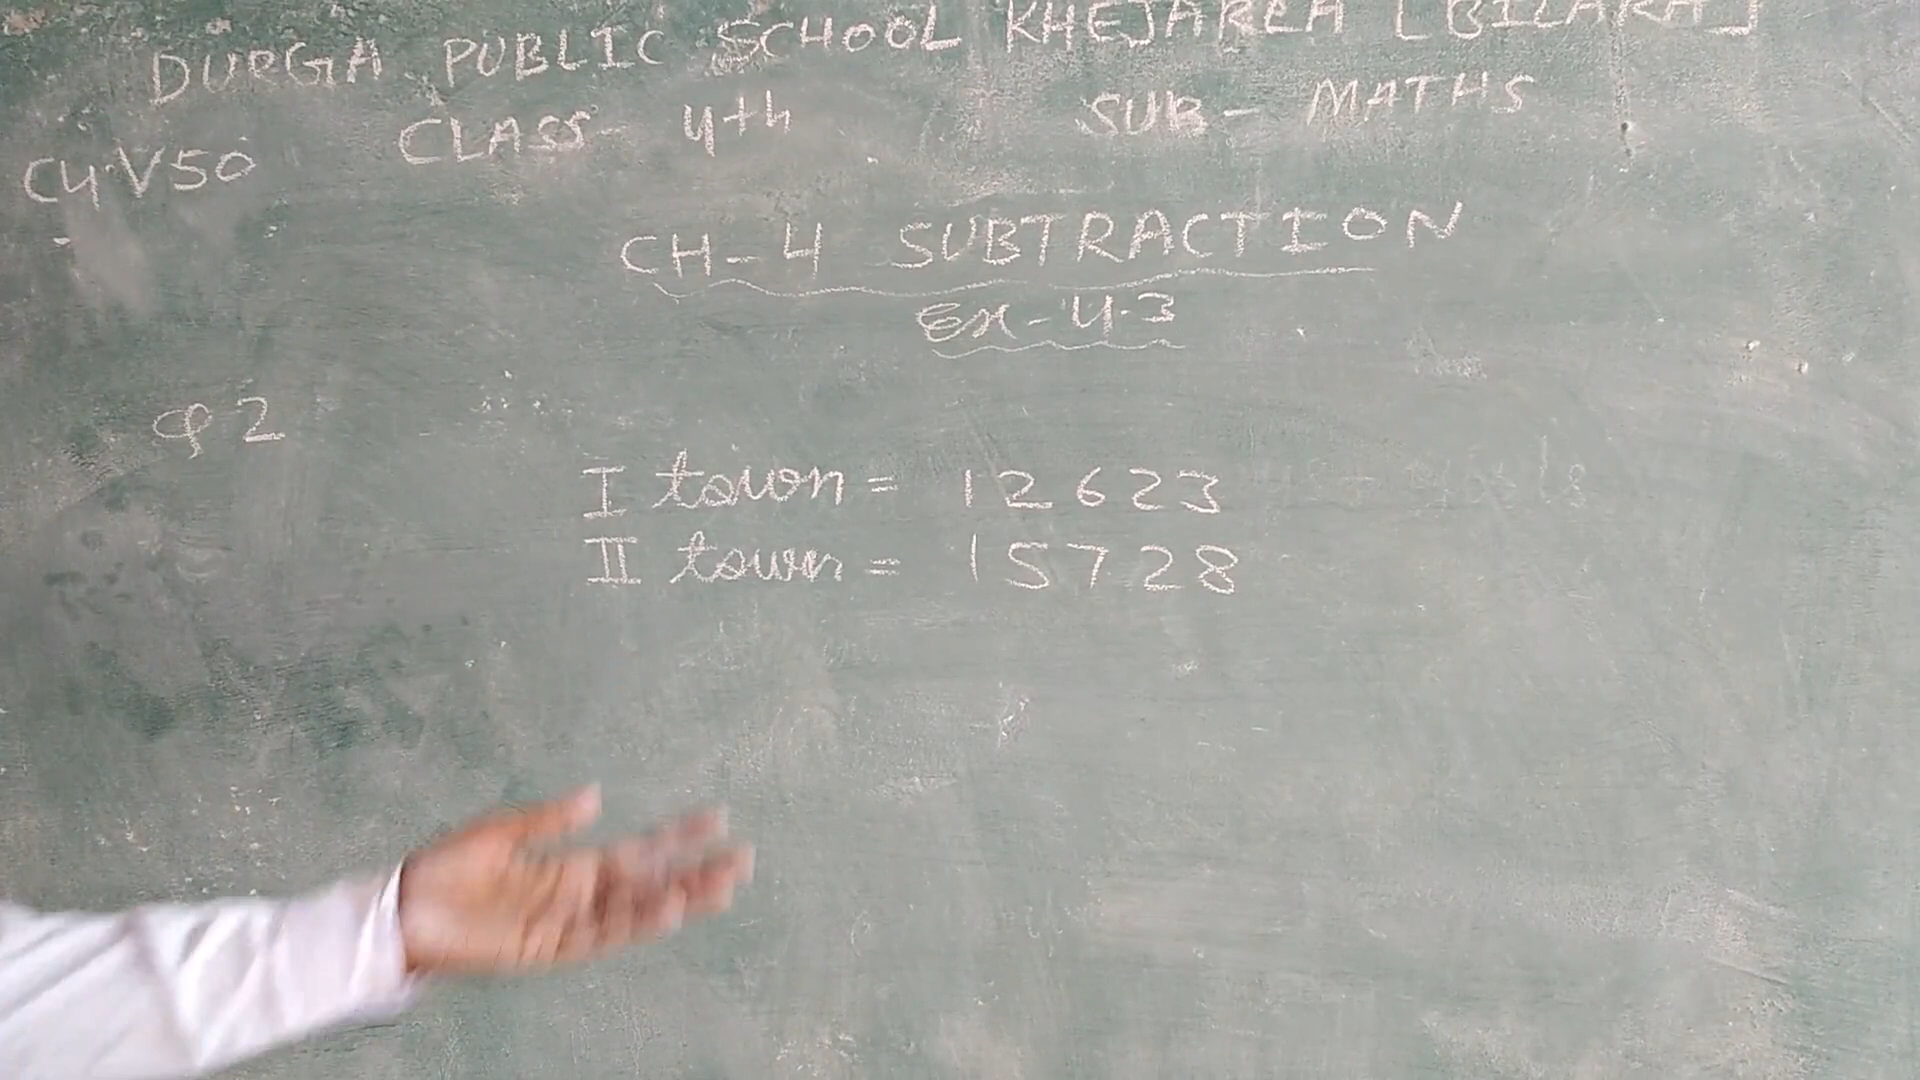 DURGA PUBLIC SCHOOL KHEJARLA [BILARA]
C4V50 CLASS- 4th SUB- MATHS
CH-4 SUBTRACTION
Ex-4.3
Q2
I town = 12623
II town = 15728